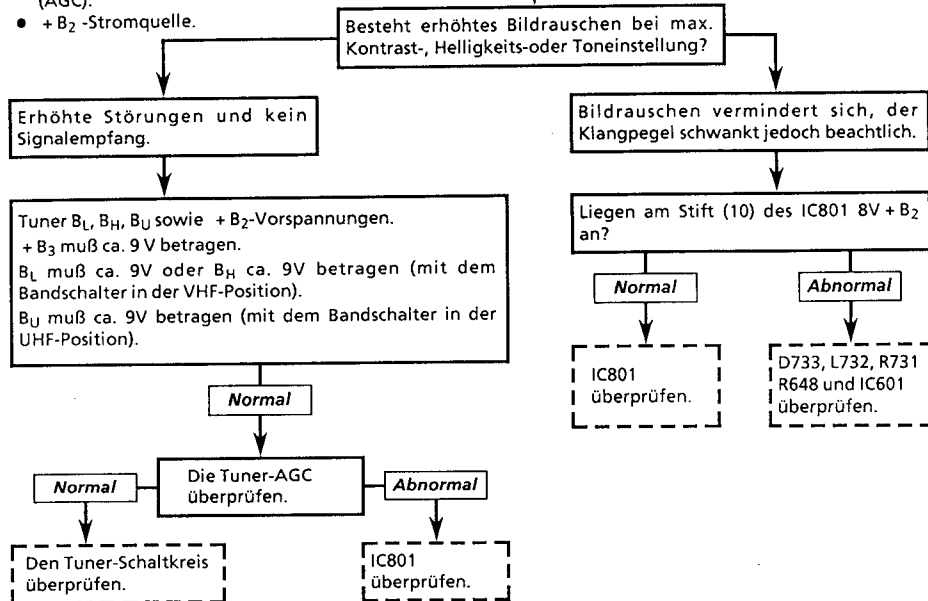 (AGC).
● + B₂ -Stromquelle.
Besteht erhöhtes Bildrauschen bei max.
Kontrast-, Helligkeits-oder Toneinstellung?
Erhöhte Störungen und kein
Signalempfang.
Bildrauschen vermindert sich, der
Klangpegel schwankt jedoch beachtlich.
Tuner B_L, B_H, B_U sowie + B₂-Vorspannungen.
+ B₃ muß ca. 9 V betragen.
B_L muß ca. 9V oder B_H ca. 9V betragen (mit dem
Bandschalter in der VHF-Position).
B_U muß ca. 9V betragen (mit dem Bandschalter in der
UHF-Position).
Liegen am Stift (10) des IC801 8V + B₂
an?
Normal
Abnormal
IC801
überprüfen.
D733, L732, R731
R648 und IC601
überprüfen.
Normal
Die Tuner-AGC
überprüfen.
Normal
Abnormal
Den Tuner-Schaltkreis
überprüfen.
IC801
überprüfen.